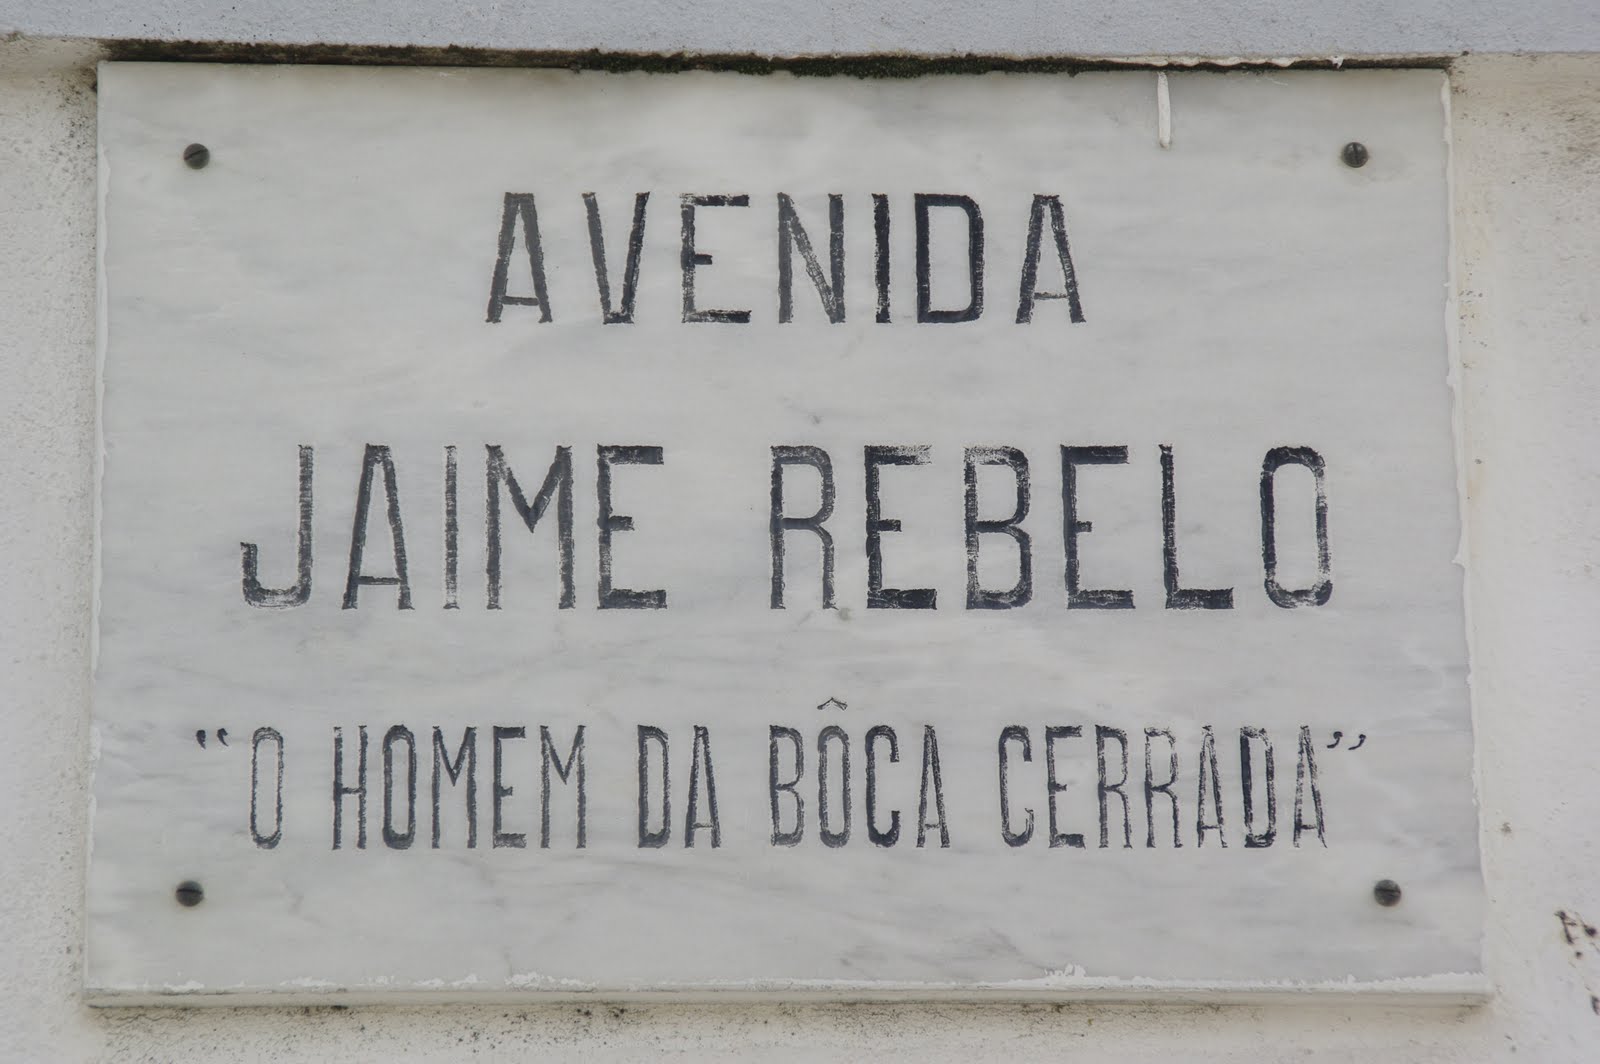 AVENIDA
JAIME REBELO
“O HOMEM DA BÔCA CERRADA”